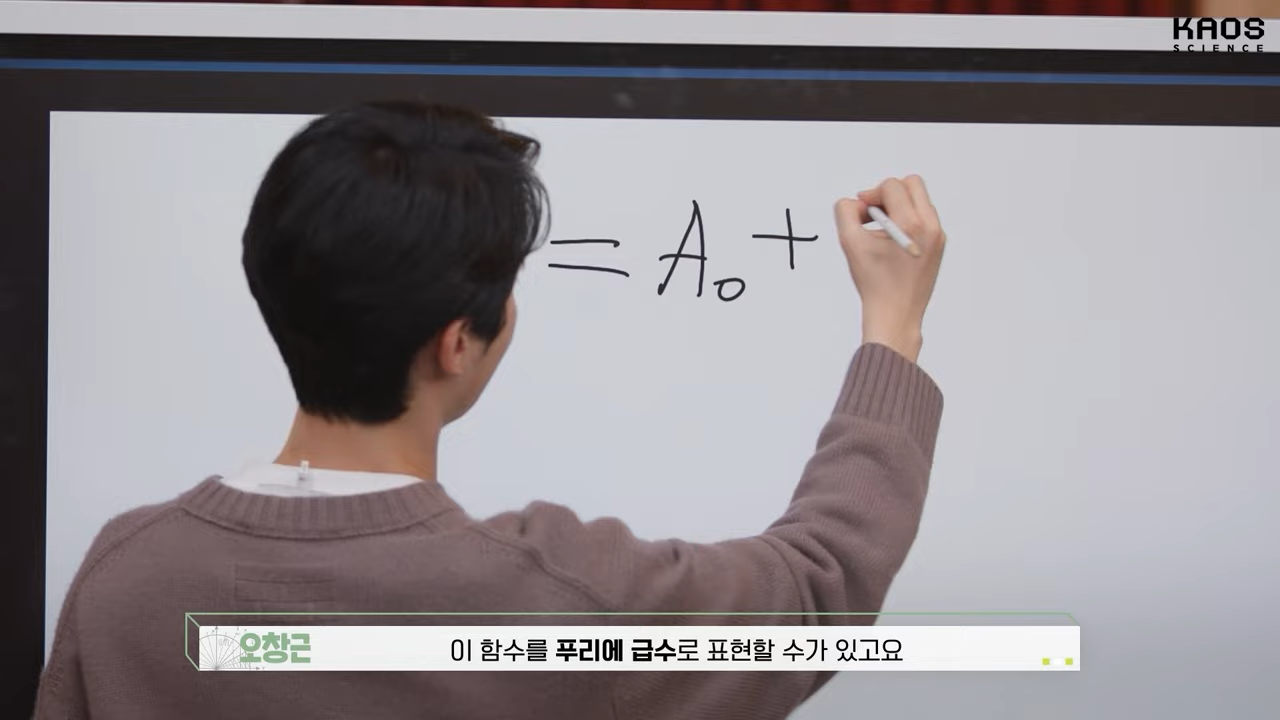 KAOS
SCIENCE
= A₀ +
오창근
이 함수를 푸리에 급수로 표현할 수가 있고요